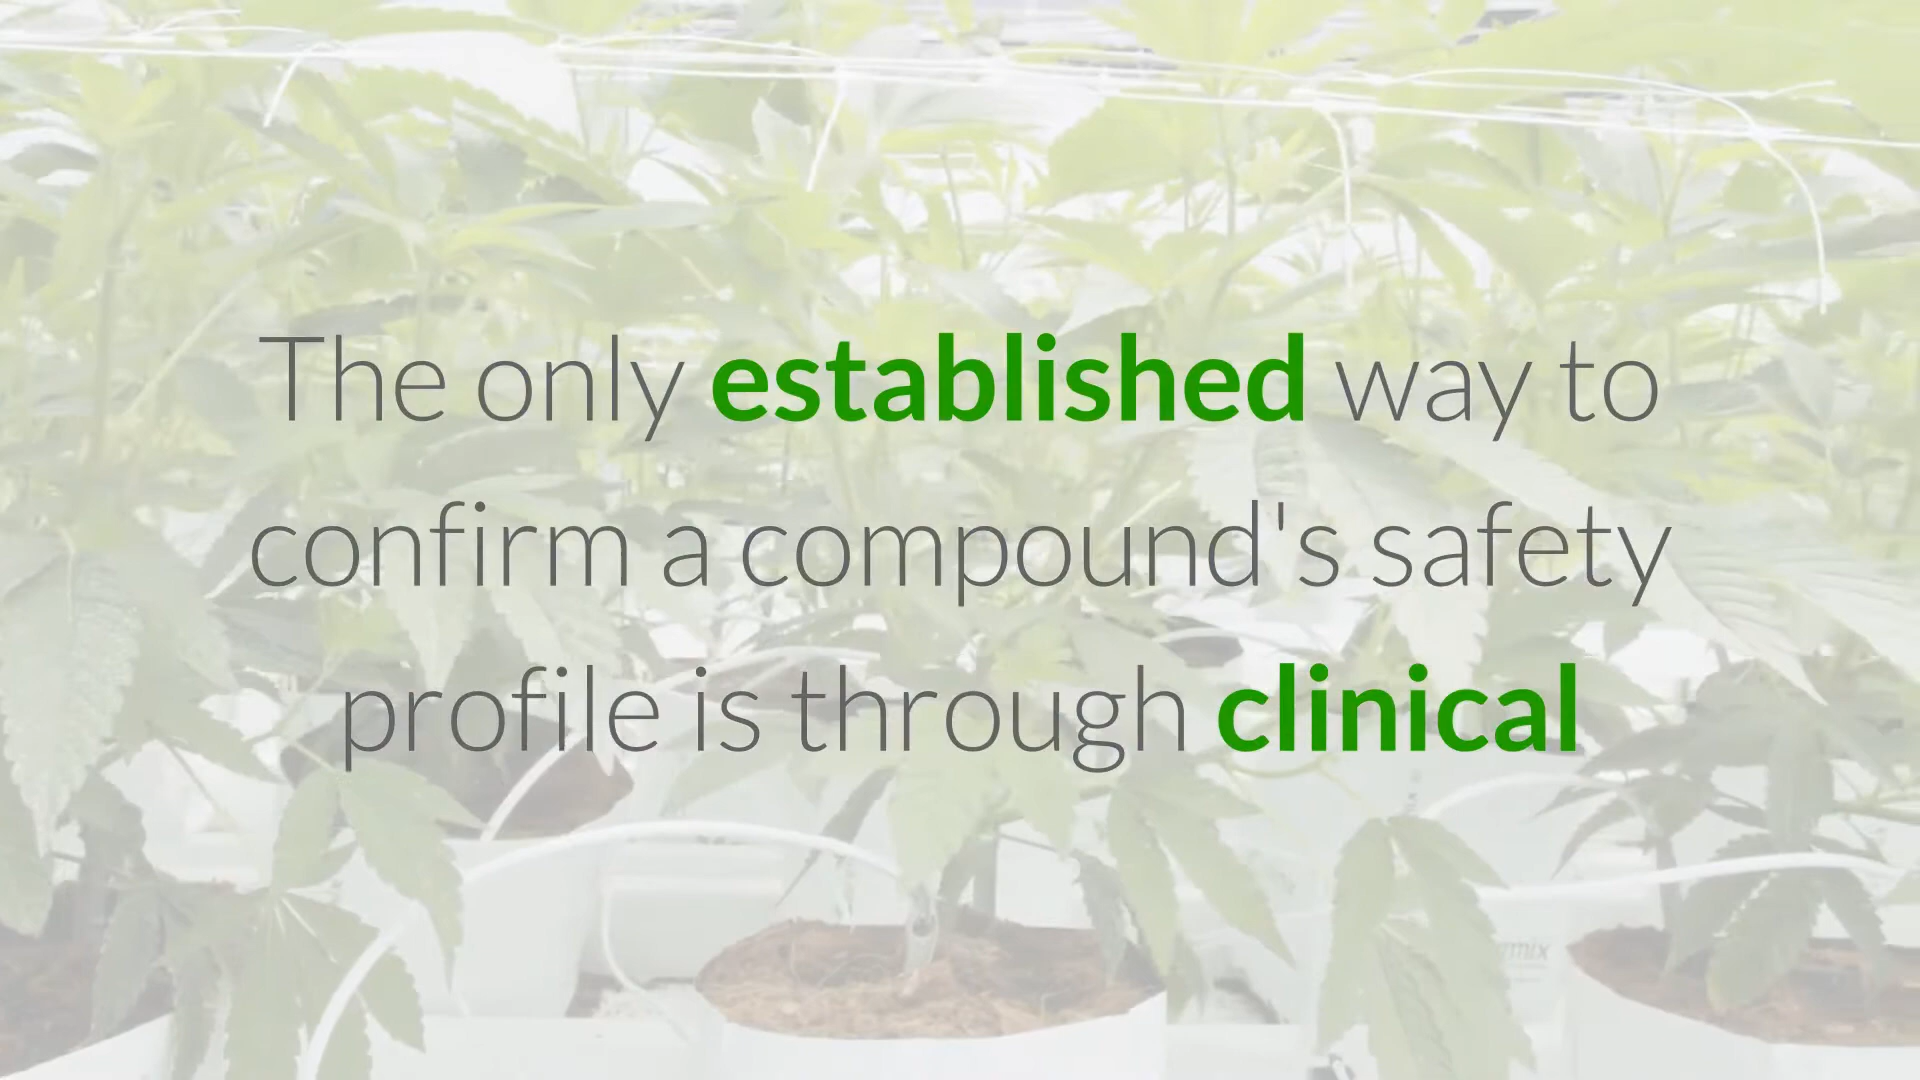 The only established way to
confirm a compound's safety
profile is through clinical